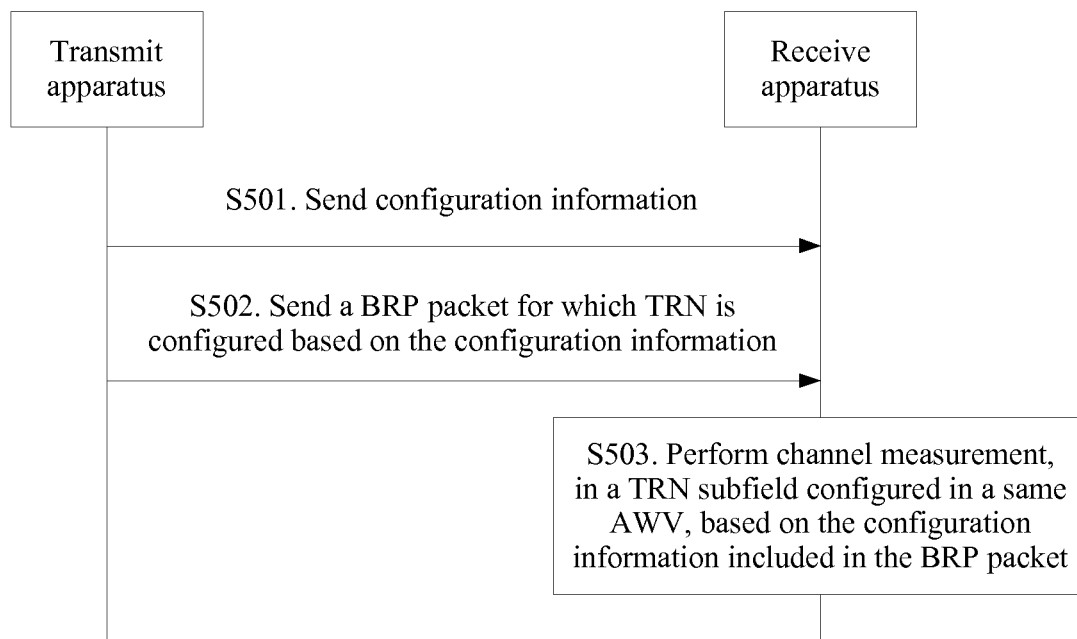 Transmit
apparatus
Receive
apparatus
S501. Send configuration information
S502. Send a BRP packet for which TRN is
configured based on the configuration information
S503. Perform channel measurement,
in a TRN subfield configured in a same
AWV, based on the configuration
information included in the BRP packet